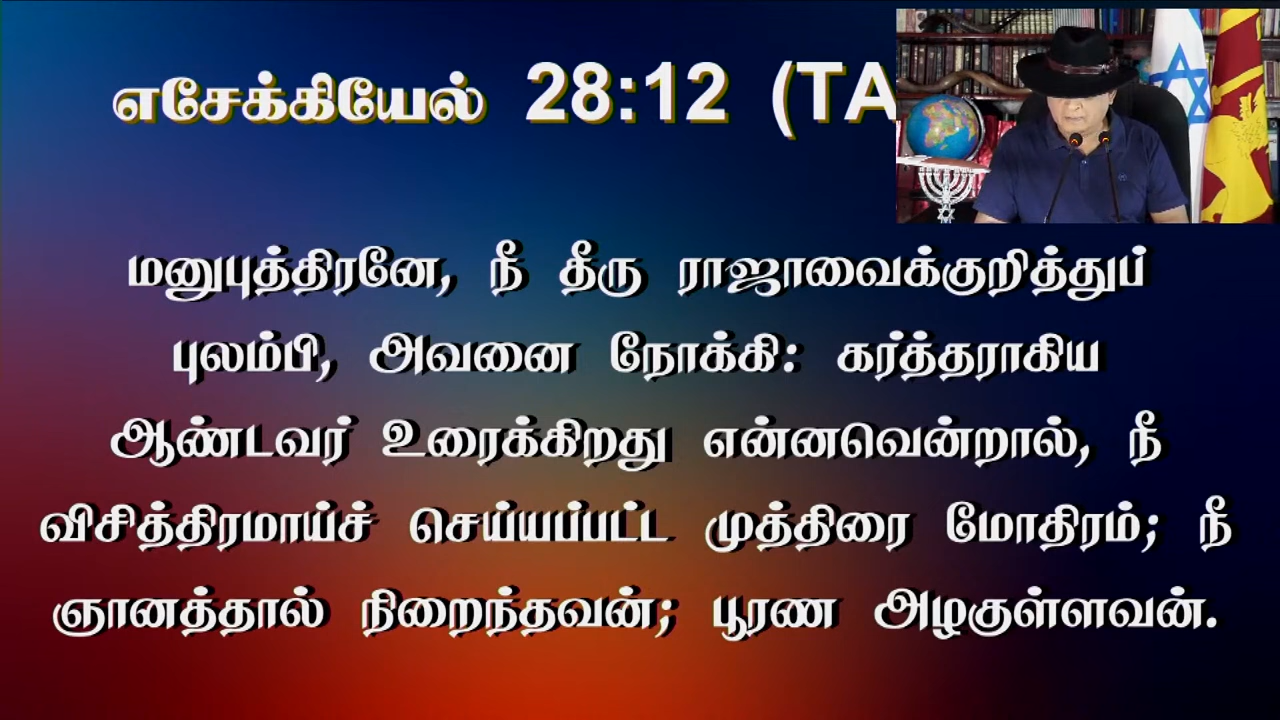 எசேக்கியேல் 28:12 (TA
மனுபுத்திரனே, நீ தீரு ராஜாவைக்குறித்துப்
புலம்பி, அவனை நோக்கி: கர்த்தராகிய
ஆண்டவர் உரைக்கிறது என்னவென்றால், நீ
விசித்திரமாய்ச் செய்யப்பட்ட முத்திரை மோதிரம்; நீ
ஞானத்தால் நிறைந்தவன்; பூரண அழகுள்ளவன்.